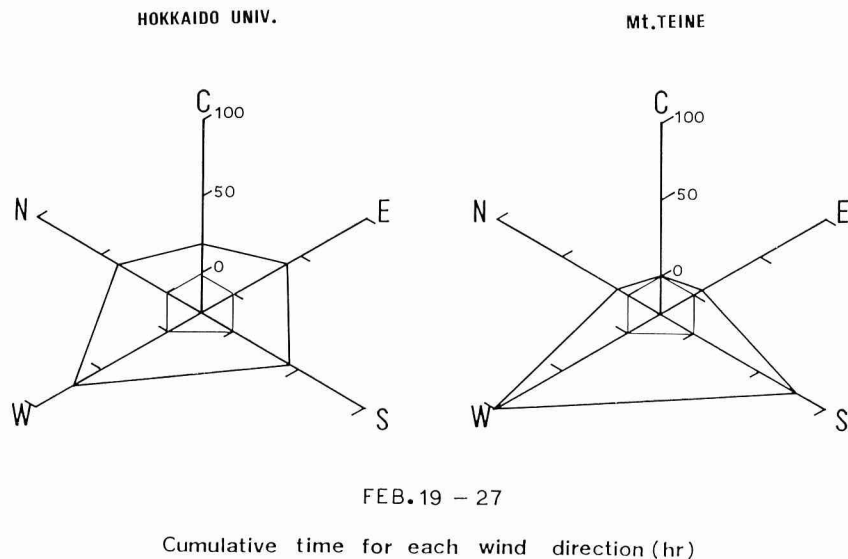 HOKKAIDO UNIV.
Mt.TEINE
C
100
50
0
N
E
W
S
C
100
50
0
N
E
W
S
FEB.19 – 27
Cumulative time for each wind direction (hr)